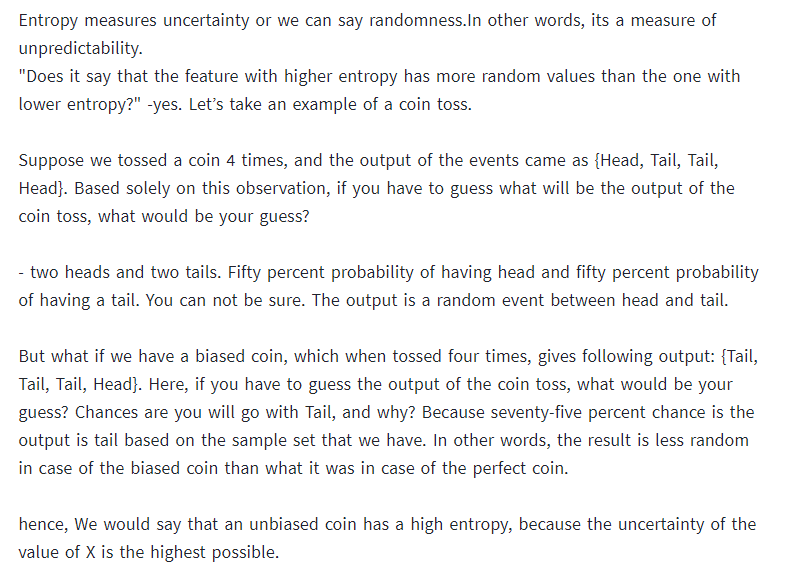 Entropy measures uncertainty or we can say randomness.In other words, its a measure of
unpredictability.
"Does it say that the feature with higher entropy has more random values than the one with
lower entropy?" -yes. Let’s take an example of a coin toss.
Suppose we tossed a coin 4 times, and the output of the events came as {Head, Tail, Tail,
Head}. Based solely on this observation, if you have to guess what will be the output of the
coin toss, what would be your guess?
- two heads and two tails. Fifty percent probability of having head and fifty percent probability
of having a tail. You can not be sure. The output is a random event between head and tail.
But what if we have a biased coin, which when tossed four times, gives following output: {Tail,
Tail, Tail, Head}. Here, if you have to guess the output of the coin toss, what would be your
guess? Chances are you will go with Tail, and why? Because seventy-five percent chance is the
output is tail based on the sample set that we have. In other words, the result is less random
in case of the biased coin than what it was in case of the perfect coin.
hence, We would say that an unbiased coin has a high entropy, because the uncertainty of the
value of X is the highest possible.